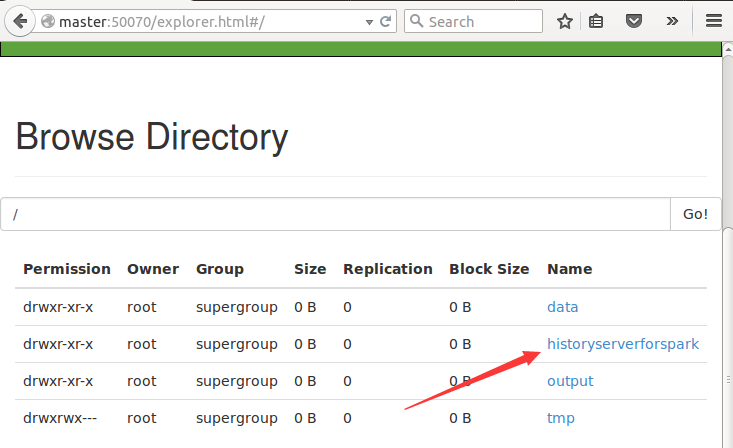 master:50070/explorer.html#/ Search
Browse Directory
/ Go!
Permission Owner Group Size Replication Block Size Name
drwxr-xr-x root supergroup 0 B 0 0 B data
drwxr-xr-x root supergroup 0 B 0 0 B historyserverforspark
drwxr-xr-x root supergroup 0 B 0 0 B output
drwxrwx--- root supergroup 0 B 0 0 B tmp